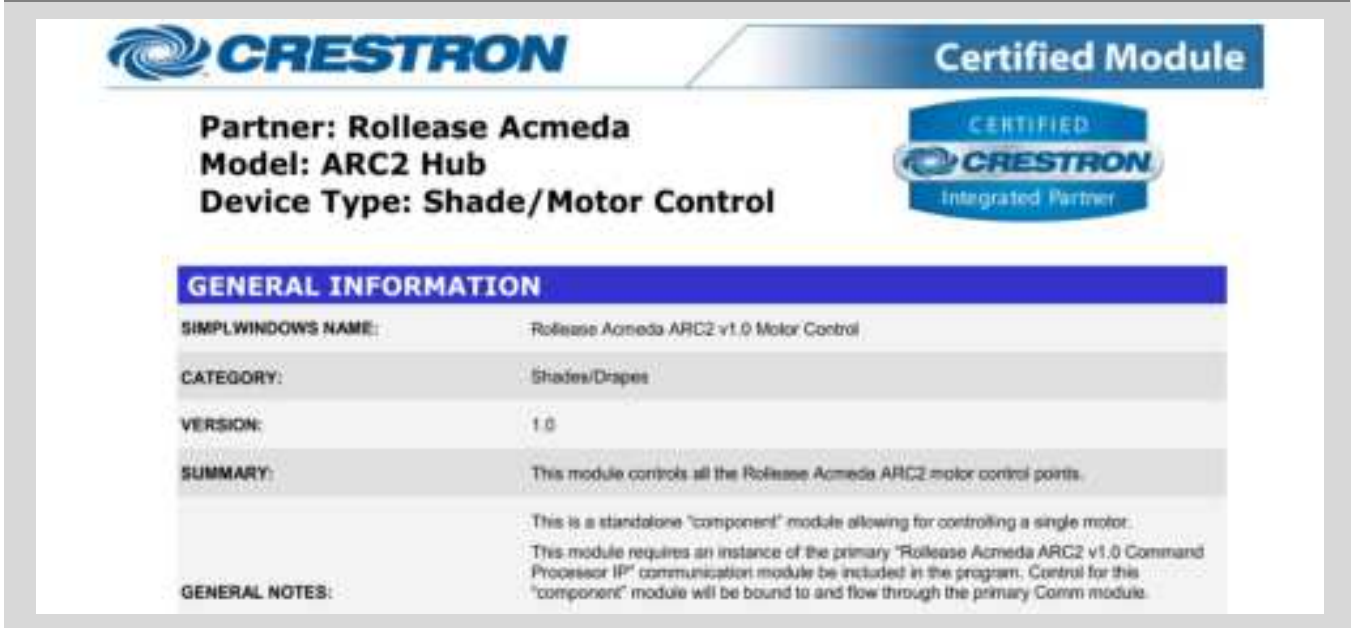 CRESTRON
Certified Module
Partner: Rollease Acmeda
Model: ARC2 Hub
Device Type: Shade/Motor Control
CERTIFIED
CRESTRON
Integrated Partner
GENERAL INFORMATION
SIMPLWINDOWS NAME: Rollease Acmeda ARC2 v1.0 Motor Control
CATEGORY: Shades/Drapes
VERSION: 1.0
SUMMARY: This module controls all the Rollease Acmeda ARC2 motor control points.
This is a standalone "component" module allowing for controlling a single motor.
This module requires an instance of the primary "Rollease Acmeda ARC2 v1.0 Command
Processor IP" communication module be included in the program. Control for this
GENERAL NOTES: "component" module will be bound to and flow through the primary Comm module.